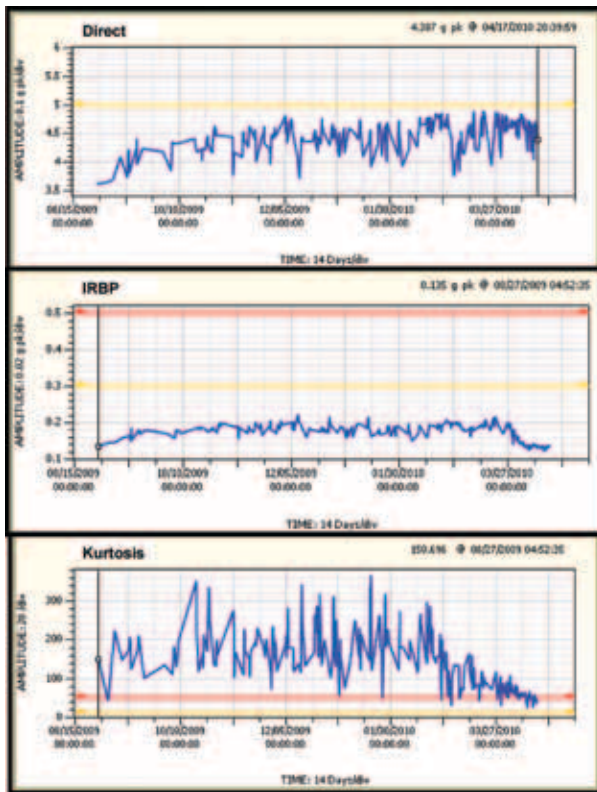 Direct
4.387 g pk @ 04/17/2010 20:39:59
AMPLITUDE: 0.1 g pk/div
6
5.5
5
4.5
4
3.5
08/15/2009 10/10/2009 12/05/2009 01/30/2010 03/27/2010
00:00:00 00:00:00 00:00:00 00:00:00 00:00:00
TIME: 14 Days/div
IRBP
0.135 g pk @ 08/27/2009 04:52:35
AMPLITUDE: 0.02 g pk/div
0.5
0.4
0.3
0.2
0.1
08/15/2009 10/10/2009 12/05/2009 01/30/2010 03/27/2010
00:00:00 00:00:00 00:00:00 00:00:00 00:00:00
TIME: 14 Days/div
Kurtosis
150.696 @ 08/27/2009 04:52:35
AMPLITUDE: 20 /div
300
200
100
0
08/15/2009 10/10/2009 12/05/2009 01/30/2010 03/27/2010
00:00:00 00:00:00 00:00:00 00:00:00 00:00:00
TIME: 14 Days/div